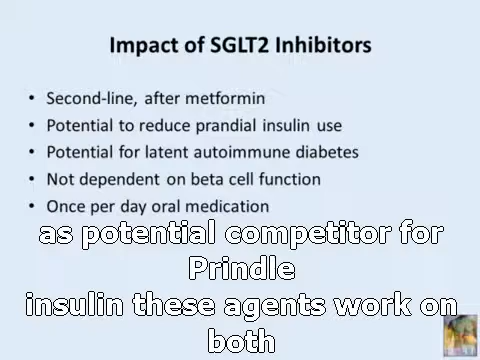 Impact of SGLT2 Inhibitors
• Second-line, after metformin
• Potential to reduce prandial insulin use
• Potential for latent autoimmune diabetes
• Not dependent on beta cell function
• Once per day oral medication
as potential competitor for
Prindle
insulin these agents work on
both